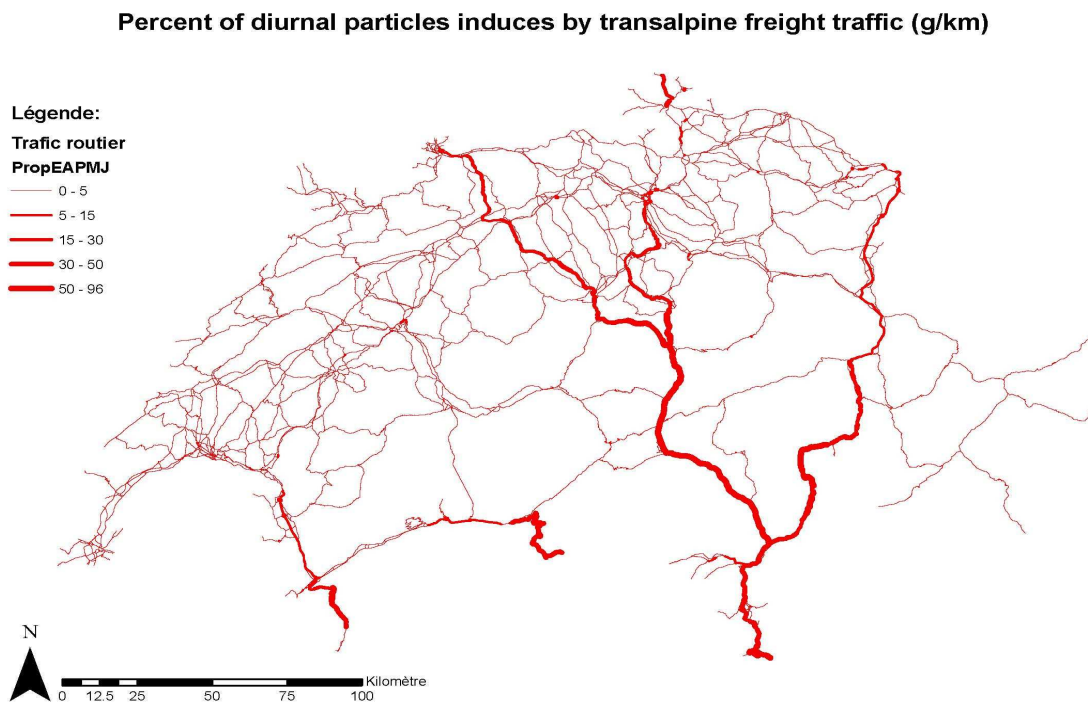 Percent of diurnal particles induces by transalpine freight traffic (g/km)
Légende:
Trafic routier
PropEAPMJ
0 - 5
5 - 15
15 - 30
30 - 50
50 - 96
N
Kilomètre
0 12.5 25 50 75 100